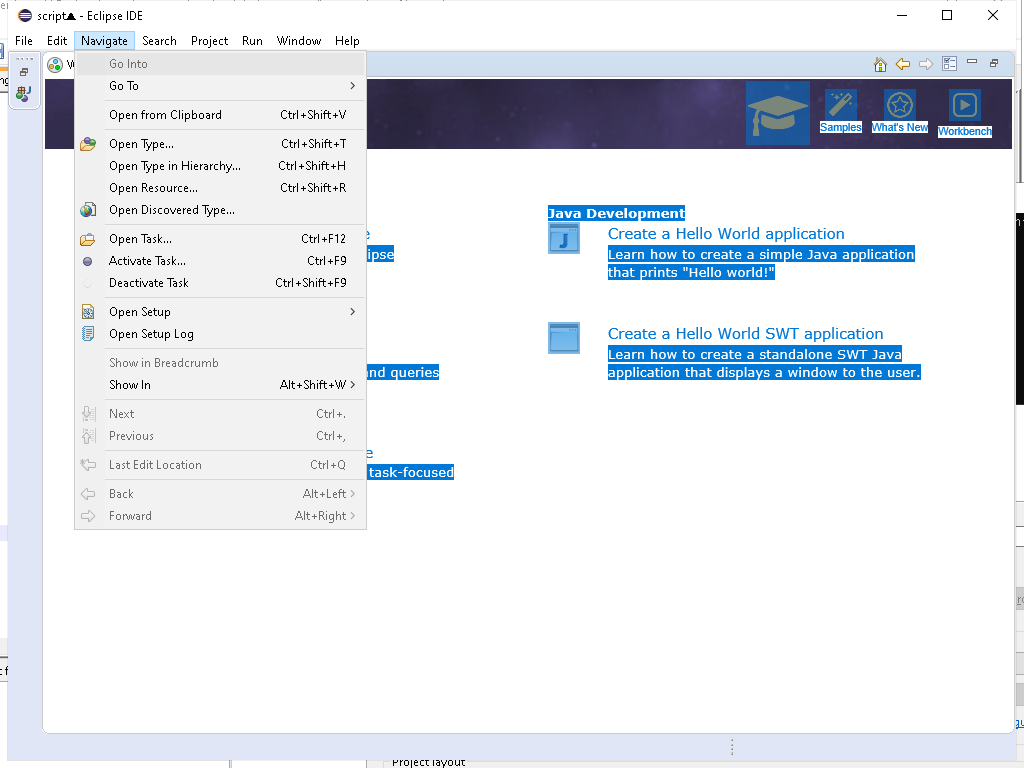 script▲ - Eclipse IDE
File Edit Navigate Search Project Run Window Help
Go Into
Go To
Open from Clipboard Ctrl+Shift+V
Open Type... Ctrl+Shift+T
Open Type in Hierarchy... Ctrl+Shift+H
Open Resource... Ctrl+Shift+R
Open Discovered Type...
Open Task... Ctrl+F12
Activate Task... Ctrl+F9
Deactivate Task Ctrl+Shift+F9
Open Setup
Open Setup Log
Show in Breadcrumb
Show In Alt+Shift+W
Next Ctrl+.
Previous Ctrl+,
Last Edit Location Ctrl+Q
Back Alt+Left
Forward Alt+Right
Samples What's New Workbench
and queries
task-focused
Java Development
Create a Hello World application
Learn how to create a simple Java application
that prints "Hello world!"
Create a Hello World SWT application
Learn how to create a standalone SWT Java
application that displays a window to the user.
Project layout